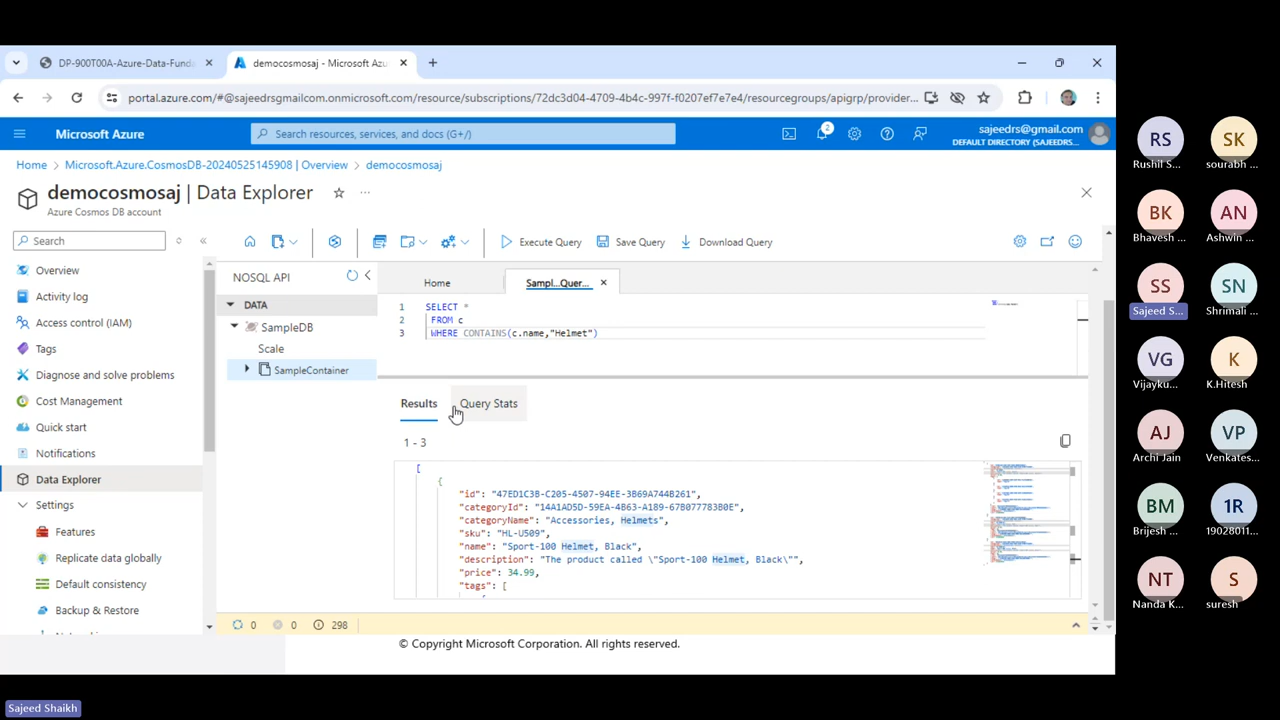 DP-900T00A-Azure-Data-Funda
democosmosaj - Microsoft Azu
portal.azure.com/#@sajeedrsgmailcom.onmicrosoft.com/resource/subscriptions/72dc3d04-4709-4b4c-997f-f0207ef7e7e4/resourcegroups/apigrp/provider...
Microsoft Azure
Search resources, services, and docs (G+/)
2
sajeedrs@gmail.com
DEFAULT DIRECTORY (SAJEEDRS...
Home > Microsoft.Azure.CosmosDB-20240525145908 | Overview > democosmosaj
democosmosaj | Data Explorer
Azure Cosmos DB account
Search
Overview
Activity log
Access control (IAM)
Tags
Diagnose and solve problems
Cost Management
Quick start
Notifications
Data Explorer
Settings
Features
Replicate data globally
Default consistency
Backup & Restore
Execute Query
Save Query
Download Query
NOSQL API
DATA
SampleDB
Scale
SampleContainer
Home
Sampl...Quer...
1 SELECT *
2 FROM c
3 WHERE CONTAINS(c.name,"Helmet")
Results
Query Stats
1 - 3
[
{
"id": "47ED1C3B-C205-4507-94EE-3B69A744B261",
"categoryId": "14A1AD5D-59EA-4B63-A189-67B077783B0E",
"categoryName": "Accessories, Helmets",
"sku": "HL-U509",
"name": "Sport-100 Helmet, Black",
"description": "The product called \"Sport-100 Helmet, Black\"",
"price": 34.99,
"tags": [
0 0 298
© Copyright Microsoft Corporation. All rights reserved.
RS
Rushil S...
SK
sourabh ...
BK
Bhavesh ...
AN
Ashwin ...
SS
Sajeed S...
SN
Shrimali ...
VG
Vijayku...
K
K.Hitesh
AJ
Archi Jain
VP
Venkates...
BM
Brijesh ...
1R
19028011...
NT
Nanda K...
S
suresh
Sajeed Shaikh